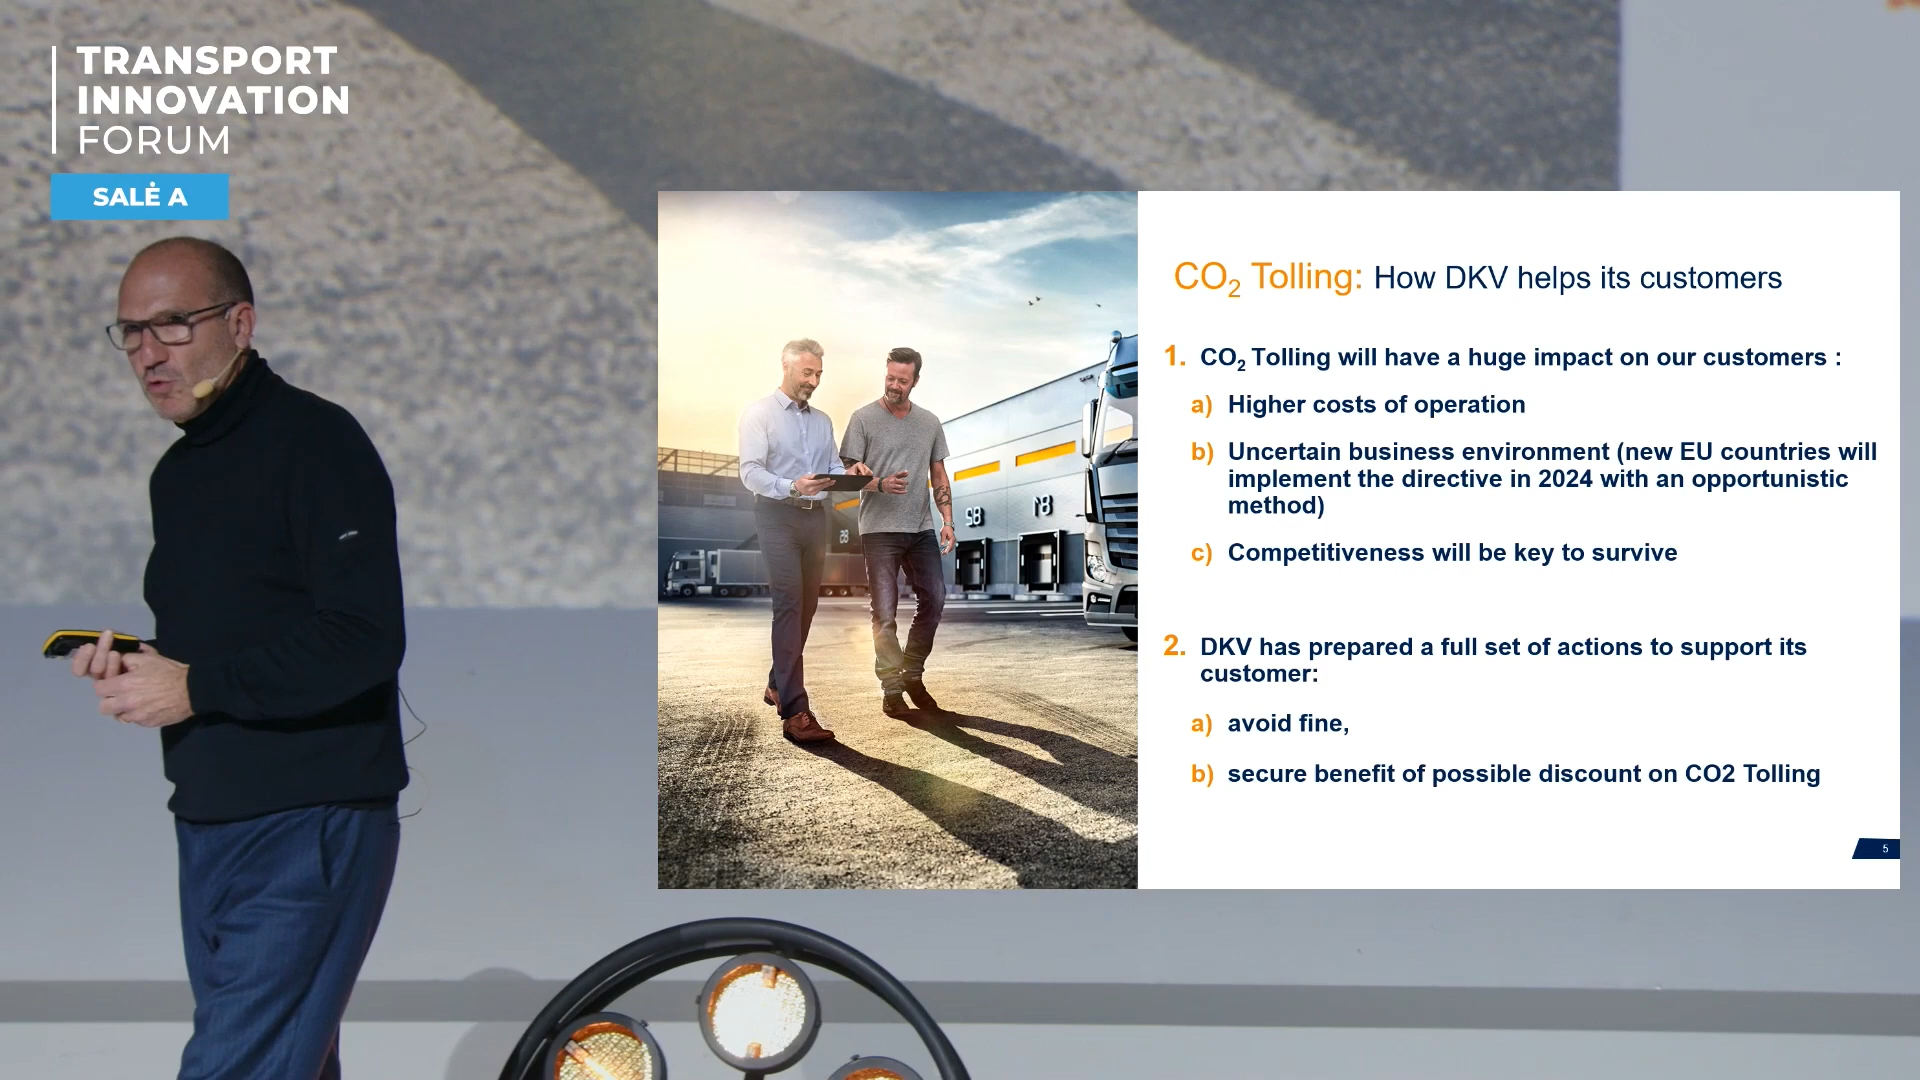 TRANSPORT
INNOVATION
FORUM
SALĖ A
CO2 Tolling: How DKV helps its customers
1. CO2 Tolling will have a huge impact on our customers :
a) Higher costs of operation
b) Uncertain business environment (new EU countries will
implement the directive in 2024 with an opportunistic
method)
c) Competitiveness will be key to survive
2. DKV has prepared a full set of actions to support its
customer:
a) avoid fine,
b) secure benefit of possible discount on CO2 Tolling
5